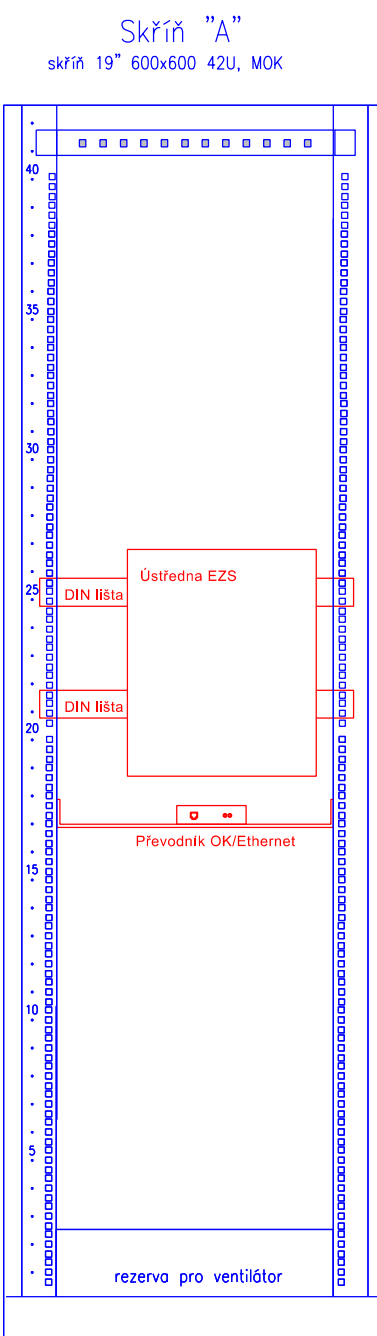 Skříň "A"
skříň 19" 600x600 42U, MOK
40
35
30
Ústředna EZS
25
DIN lišta
DIN lišta
20
Převodník OK/Ethernet
15
10
5
rezerva pro ventilátor